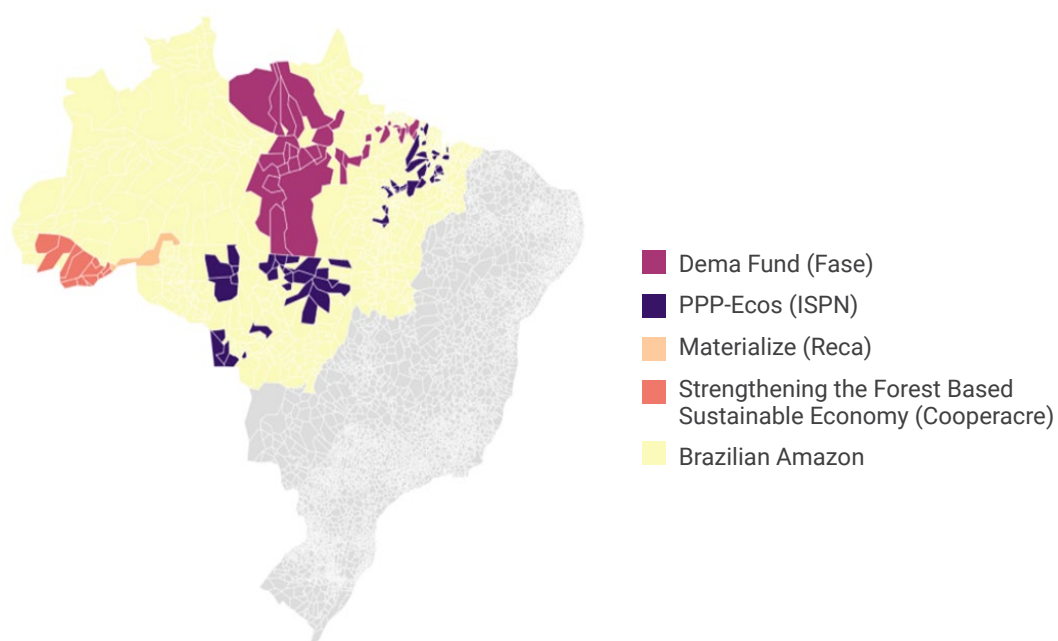 Dema Fund (Fase)
PPP-Ecos (ISPN)
Materialize (Reca)
Strengthening the Forest Based
Sustainable Economy (Cooperacre)
Brazilian Amazon